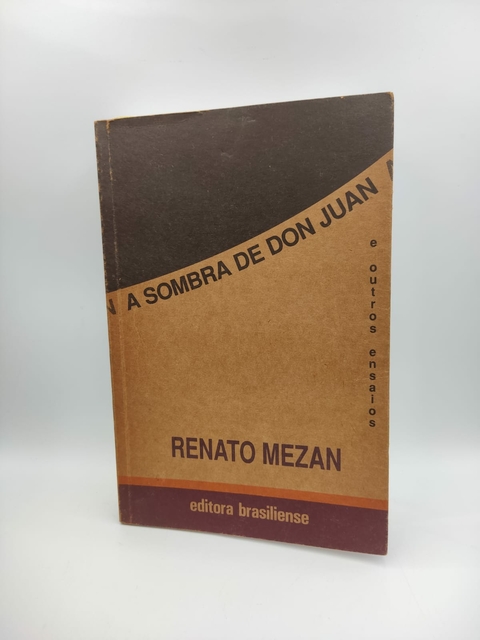 A SOMBRA DE DON JUAN
e outros ensaios
RENATO MEZAN
editora brasiliense